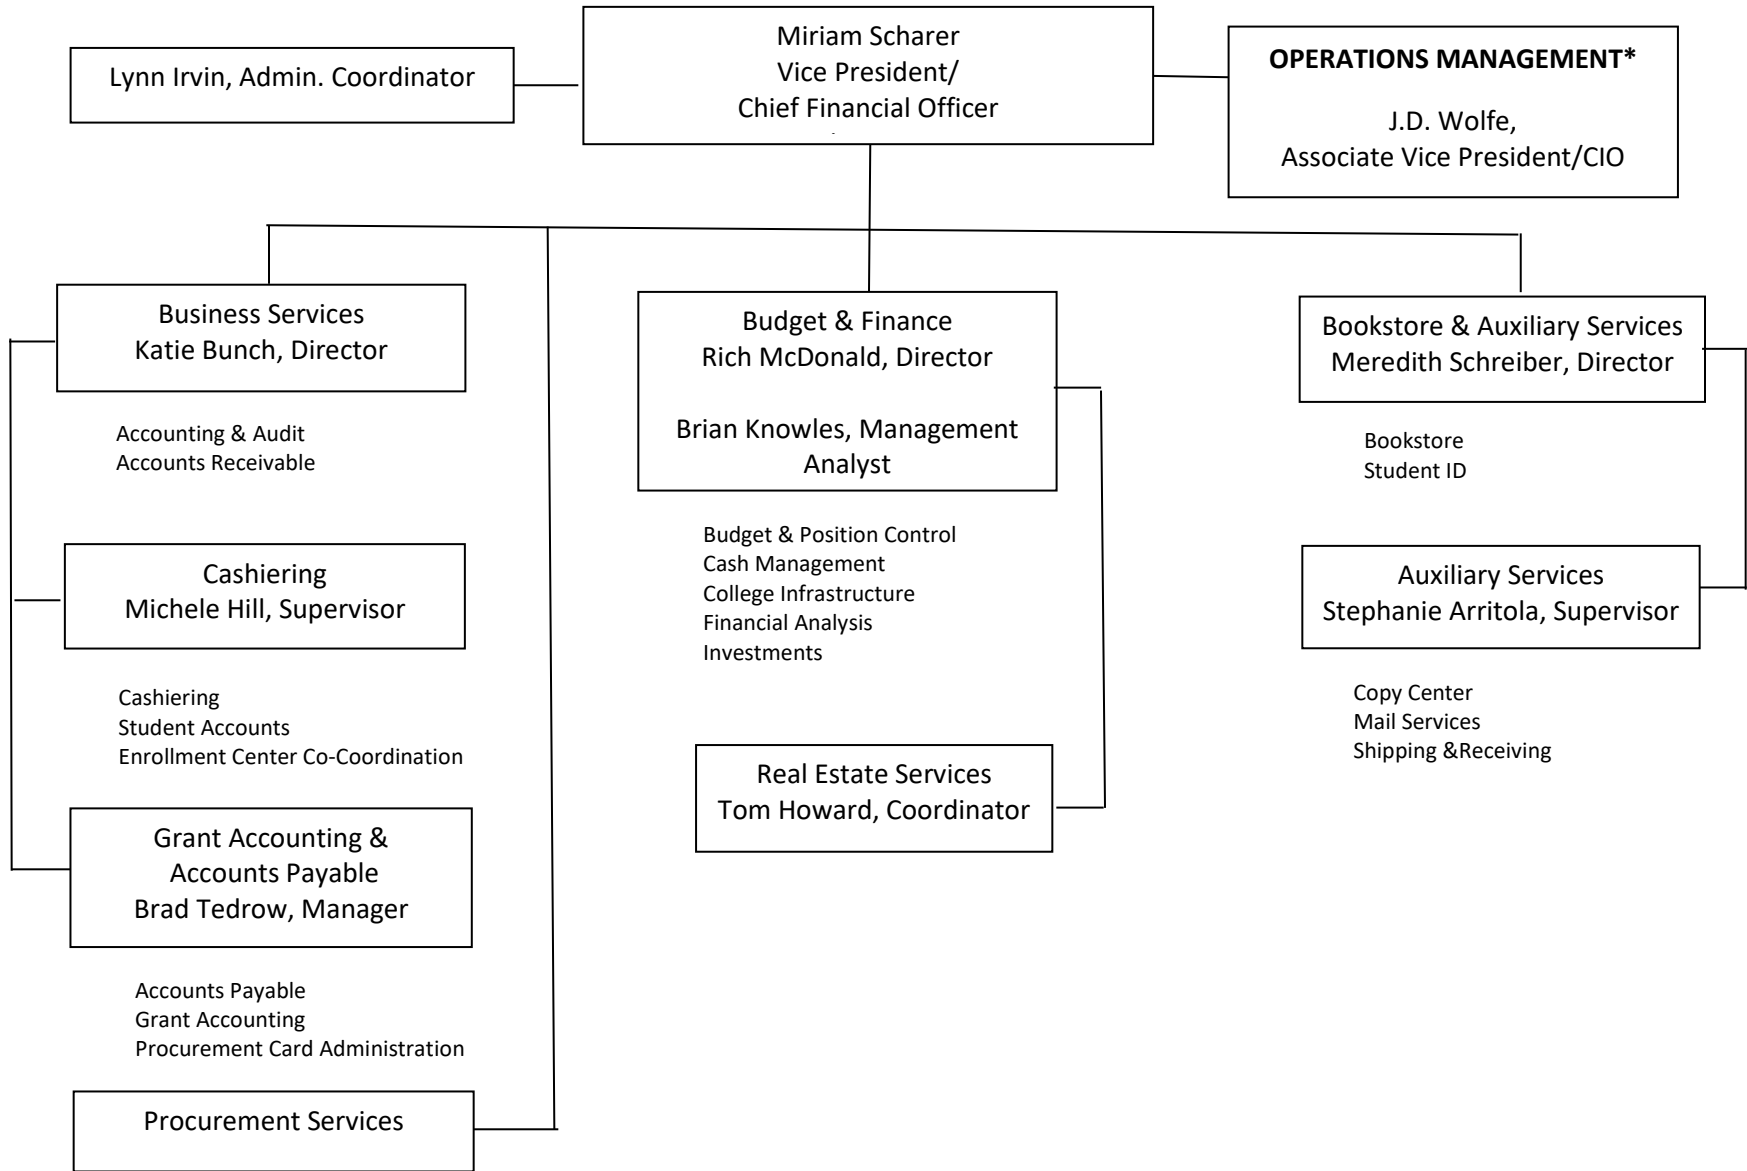 Miriam Scharer
Vice President/
Chief Financial Officer
Lynn Irvin, Admin. Coordinator
OPERATIONS MANAGEMENT*
J.D. Wolfe,
Associate Vice President/CIO
Business Services
Katie Bunch, Director
Accounting & Audit
Accounts Receivable
Cashiering
Michele Hill, Supervisor
Cashiering
Student Accounts
Enrollment Center Co-Coordination
Grant Accounting &
Accounts Payable
Brad Tedrow, Manager
Accounts Payable
Grant Accounting
Procurement Card Administration
Procurement Services
Budget & Finance
Rich McDonald, Director
Brian Knowles, Management
Analyst
Budget & Position Control
Cash Management
College Infrastructure
Financial Analysis
Investments
Real Estate Services
Tom Howard, Coordinator
Bookstore & Auxiliary Services
Meredith Schreiber, Director
Bookstore
Student ID
Auxiliary Services
Stephanie Arritola, Supervisor
Copy Center
Mail Services
Shipping &Receiving